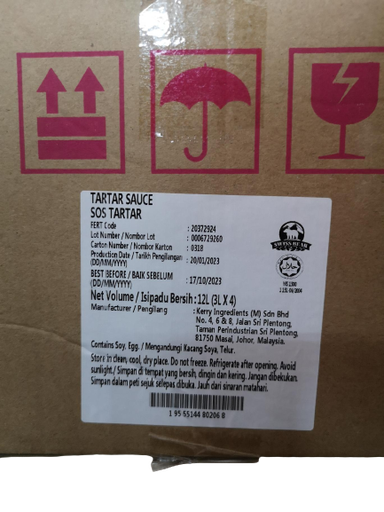 TARTAR SAUCE
SOS TARTAR
FERT Code : 20372924
Lot Number / Nombor Lot : 0006729260
Carton Number / Nombor Karton : 0318
Production Date / Tarikh Pengilangan : 20/01/2023
(DD/MM/YYYY)
BEST BEFORE / BAIK SEBELUM : 17/10/2023
(DD/MM/YYYY)
Net Volume / Isipadu Bersih : 12L (3L X 4)
Manufacturer / Pengilang : Kerry Ingredients (M) Sdn Bhd
No. 4, 6 & 8, Jalan Sri Plentong,
Taman Perindustrian Sri Plentong,
81750 Masai, Johor, Malaysia.
Contains Soy, Egg. / Mengandungi Kacang Soya, Telur.
Store in clean, cool, dry place. Do not freeze. Refrigerate after opening. Avoid
sunlight./ Simpan di tempat yang bersih, dingin dan kering. Jangan dibekukan.
Simpan dalam peti sejuk selepas dibuka. Jauh dari sinaran matahari.
1 95 55144 80206 8
SWISS BEAR